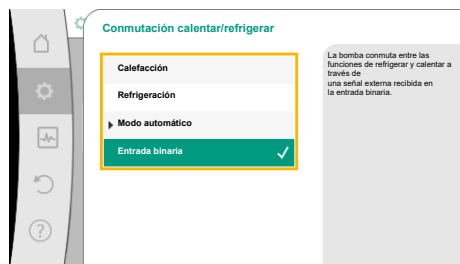 Conmutación calentar/refrigerar
Calefacción
Refrigeración
Modo automático
Entrada binaria
La bomba conmuta entre las
funciones de refrigerar y calentar a
través de
una señal externa recibida en
la entrada binaria.
?